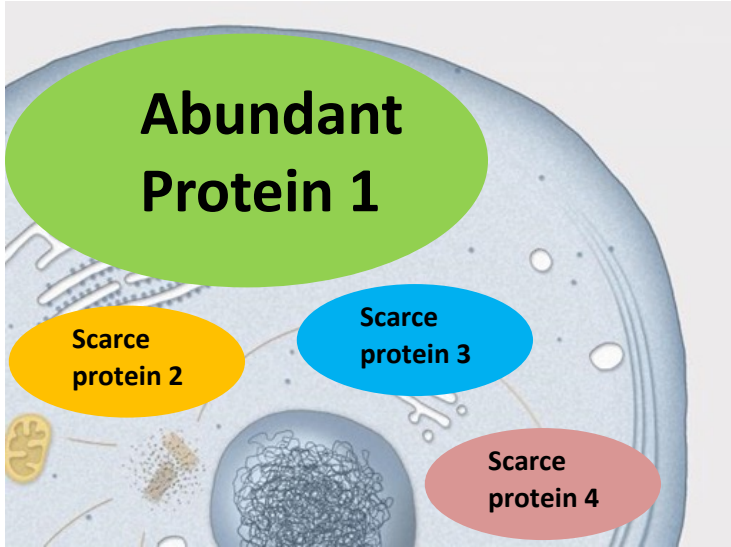 Abundant
Protein 1
Scarce
protein 2
Scarce
protein 3
Scarce
protein 4